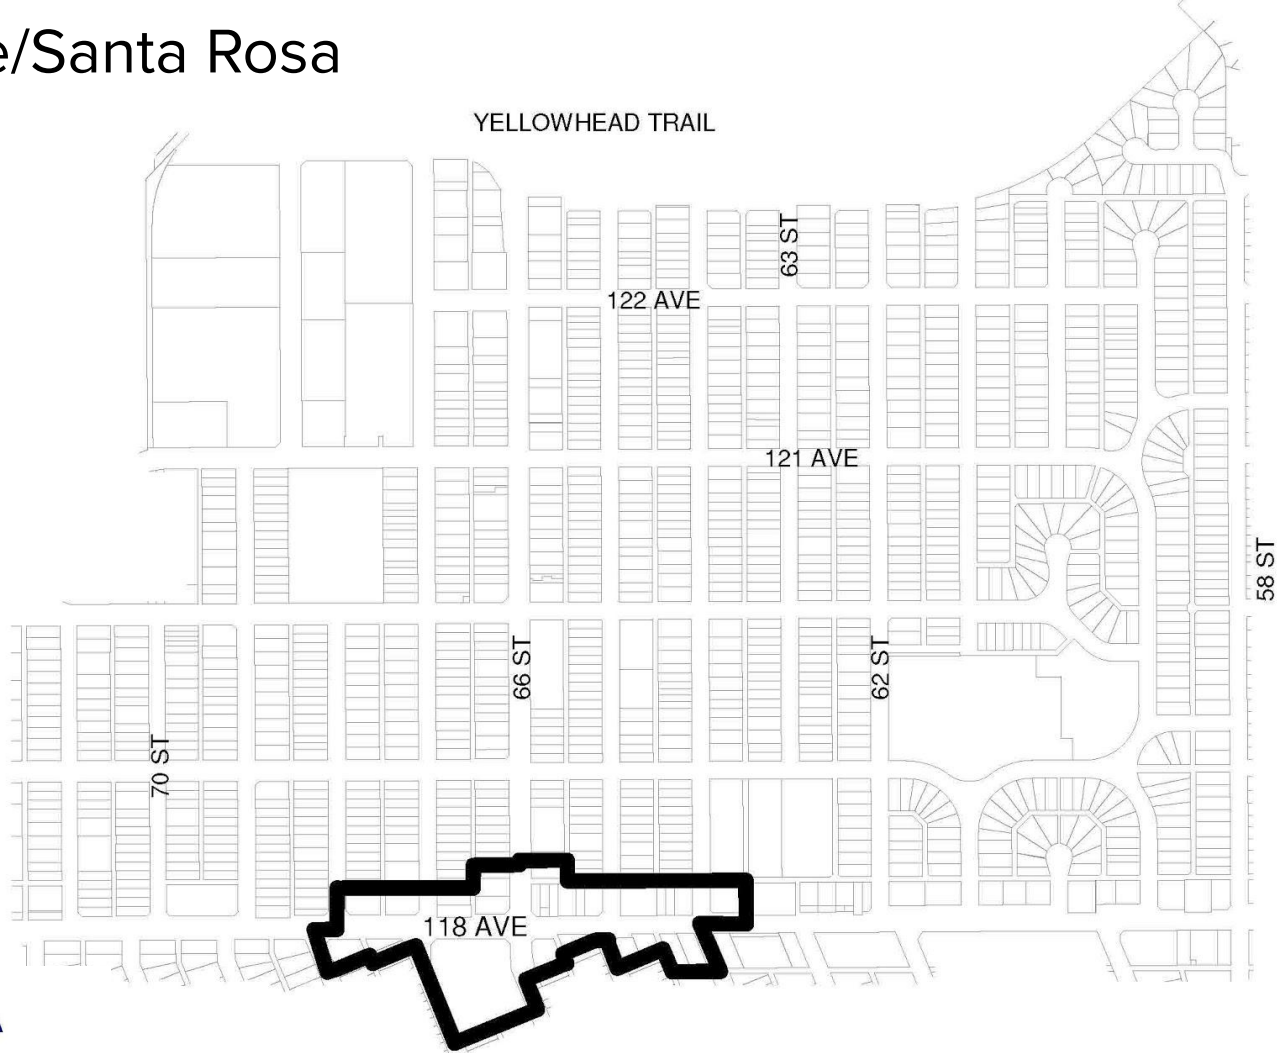 e/Santa Rosa
YELLOWHEAD TRAIL
63 ST
122 AVE
121 AVE
58 ST
66 ST
62 ST
70 ST
118 AVE